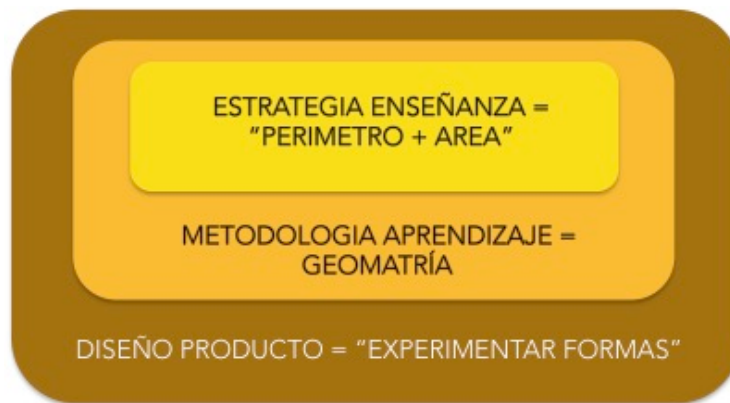 ESTRATEGIA ENSEÑANZA =
“PERIMETRO + AREA”
METODOLOGIA APRENDIZAJE =
GEOMATRÍA
DISEÑO PRODUCTO = “EXPERIMENTAR FORMAS”